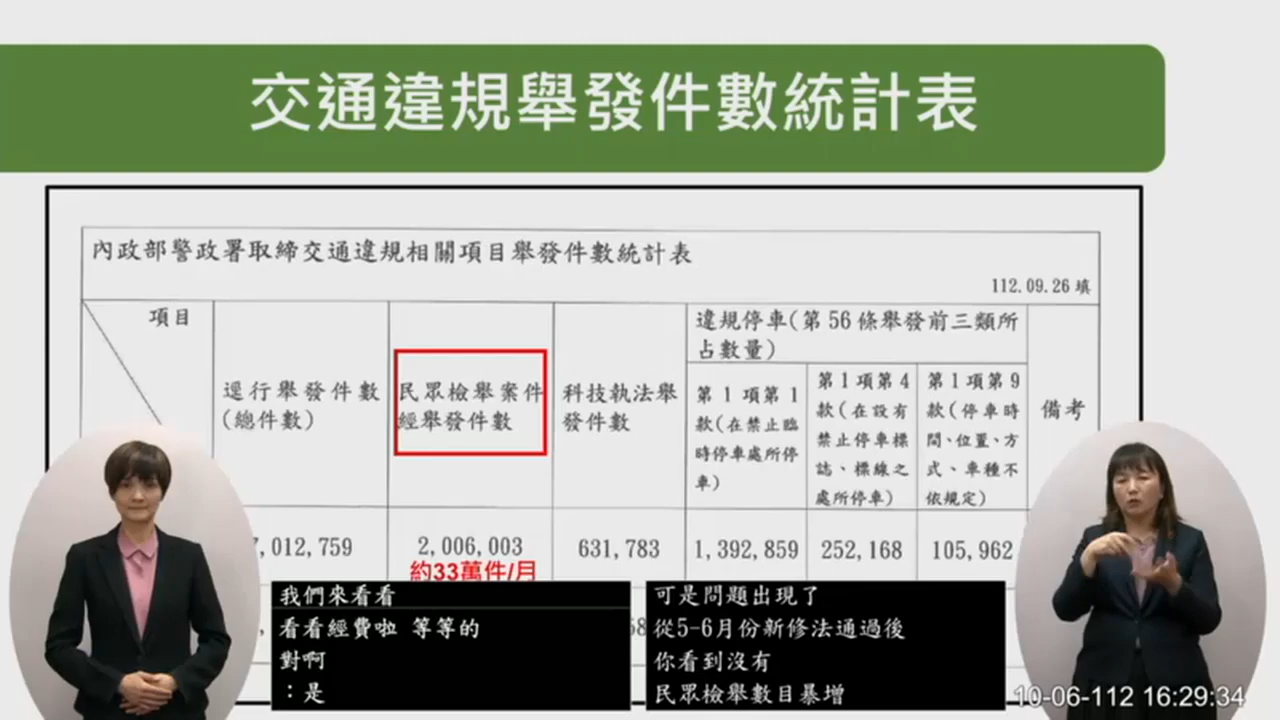 交通違規舉發件數統計表
內政部警政署取締交通違規相關項目舉發件數統計表
112.09.26 填
項目
逕行舉發件數
(總件數)
民眾檢舉案件
經舉發件數
科技執法舉
發件數
違規停車(第 56 條舉發前三類所
占數量)
第 1 項第 1
款(在禁止臨
時停車處所停
車)
第 1 項第 4
款(在設有
禁止停車標
誌、標線之
處所停車)
第 1 項第 9
款(停車時
間、位置、方
式、車種不
依規定)
備考
7,012,759
2,006,003
631,783
1,392,859
252,168
105,962
約33萬件/月
我們來看看
看看經費啦 等等的
對啊
：是
可是問題出現了
從5-6月份新修法通過後
你看到沒有
民眾檢舉數目暴增
10-06-112 16:29:34